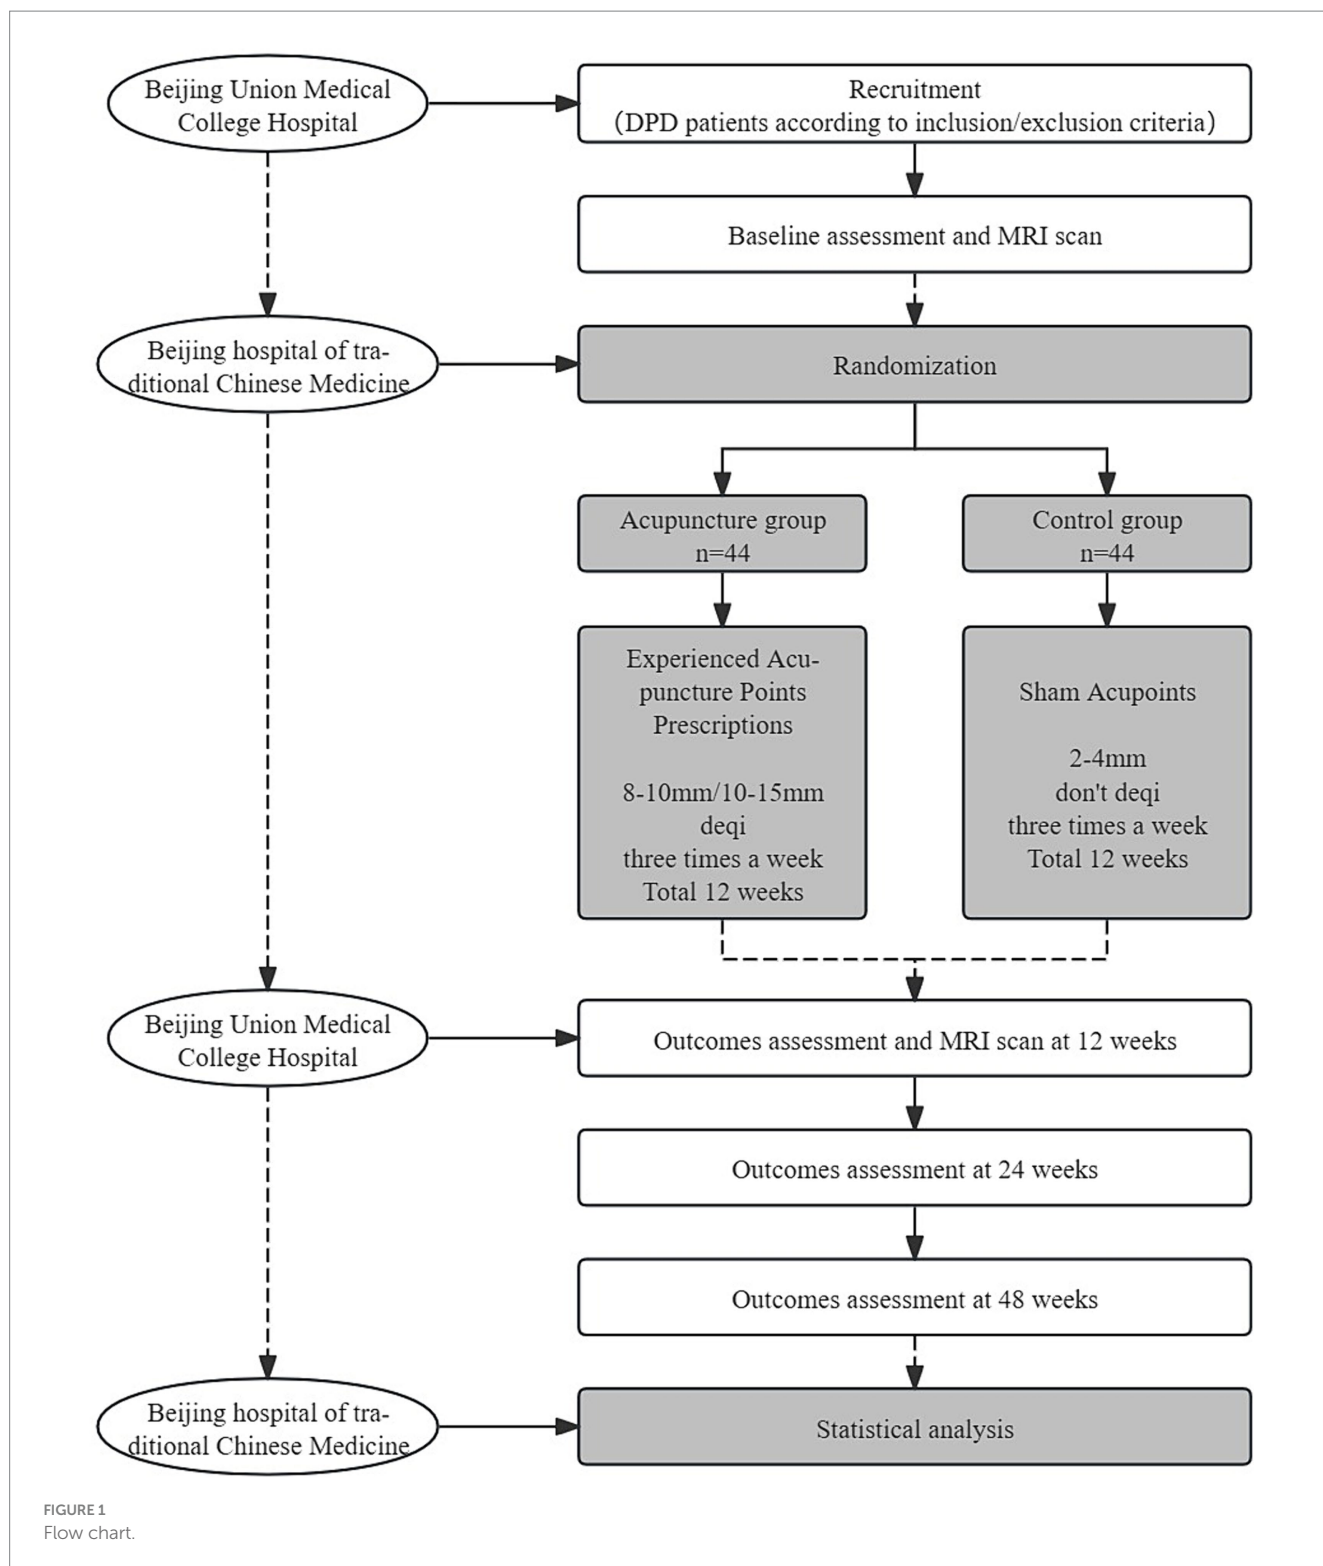 Beijing Union Medical
College Hospital
Recruitment
(DPD patients according to inclusion/exclusion criteria)
Baseline assessment and MRI scan
Beijing hospital of tra-
ditional Chinese Medicine
Randomization
Acupuncture group
n=44
Control group
n=44
Experienced Acu-
puncture Points
Prescriptions
8-10mm/10-15mm
deqi
three times a week
Total 12 weeks
Sham Acupoints
2-4mm
don't deqi
three times a week
Total 12 weeks
Beijing Union Medical
College Hospital
Outcomes assessment and MRI scan at 12 weeks
Outcomes assessment at 24 weeks
Outcomes assessment at 48 weeks
Beijing hospital of tra-
ditional Chinese Medicine
Statistical analysis
FIGURE 1
Flow chart.